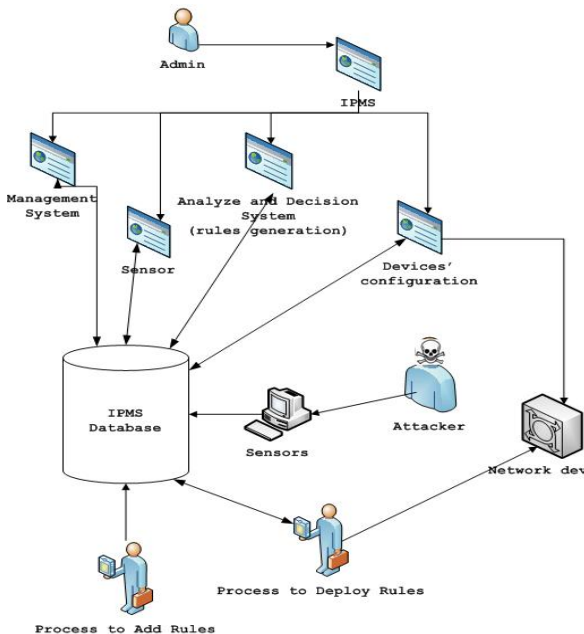 Admin
IPMS
Management
System
Analyze and Decision
System
(rules generation)
Sensor
Devices'
configuration
IPMS
Database
Sensors
Attacker
Network dev
Process to Deploy Rules
Process to Add Rules